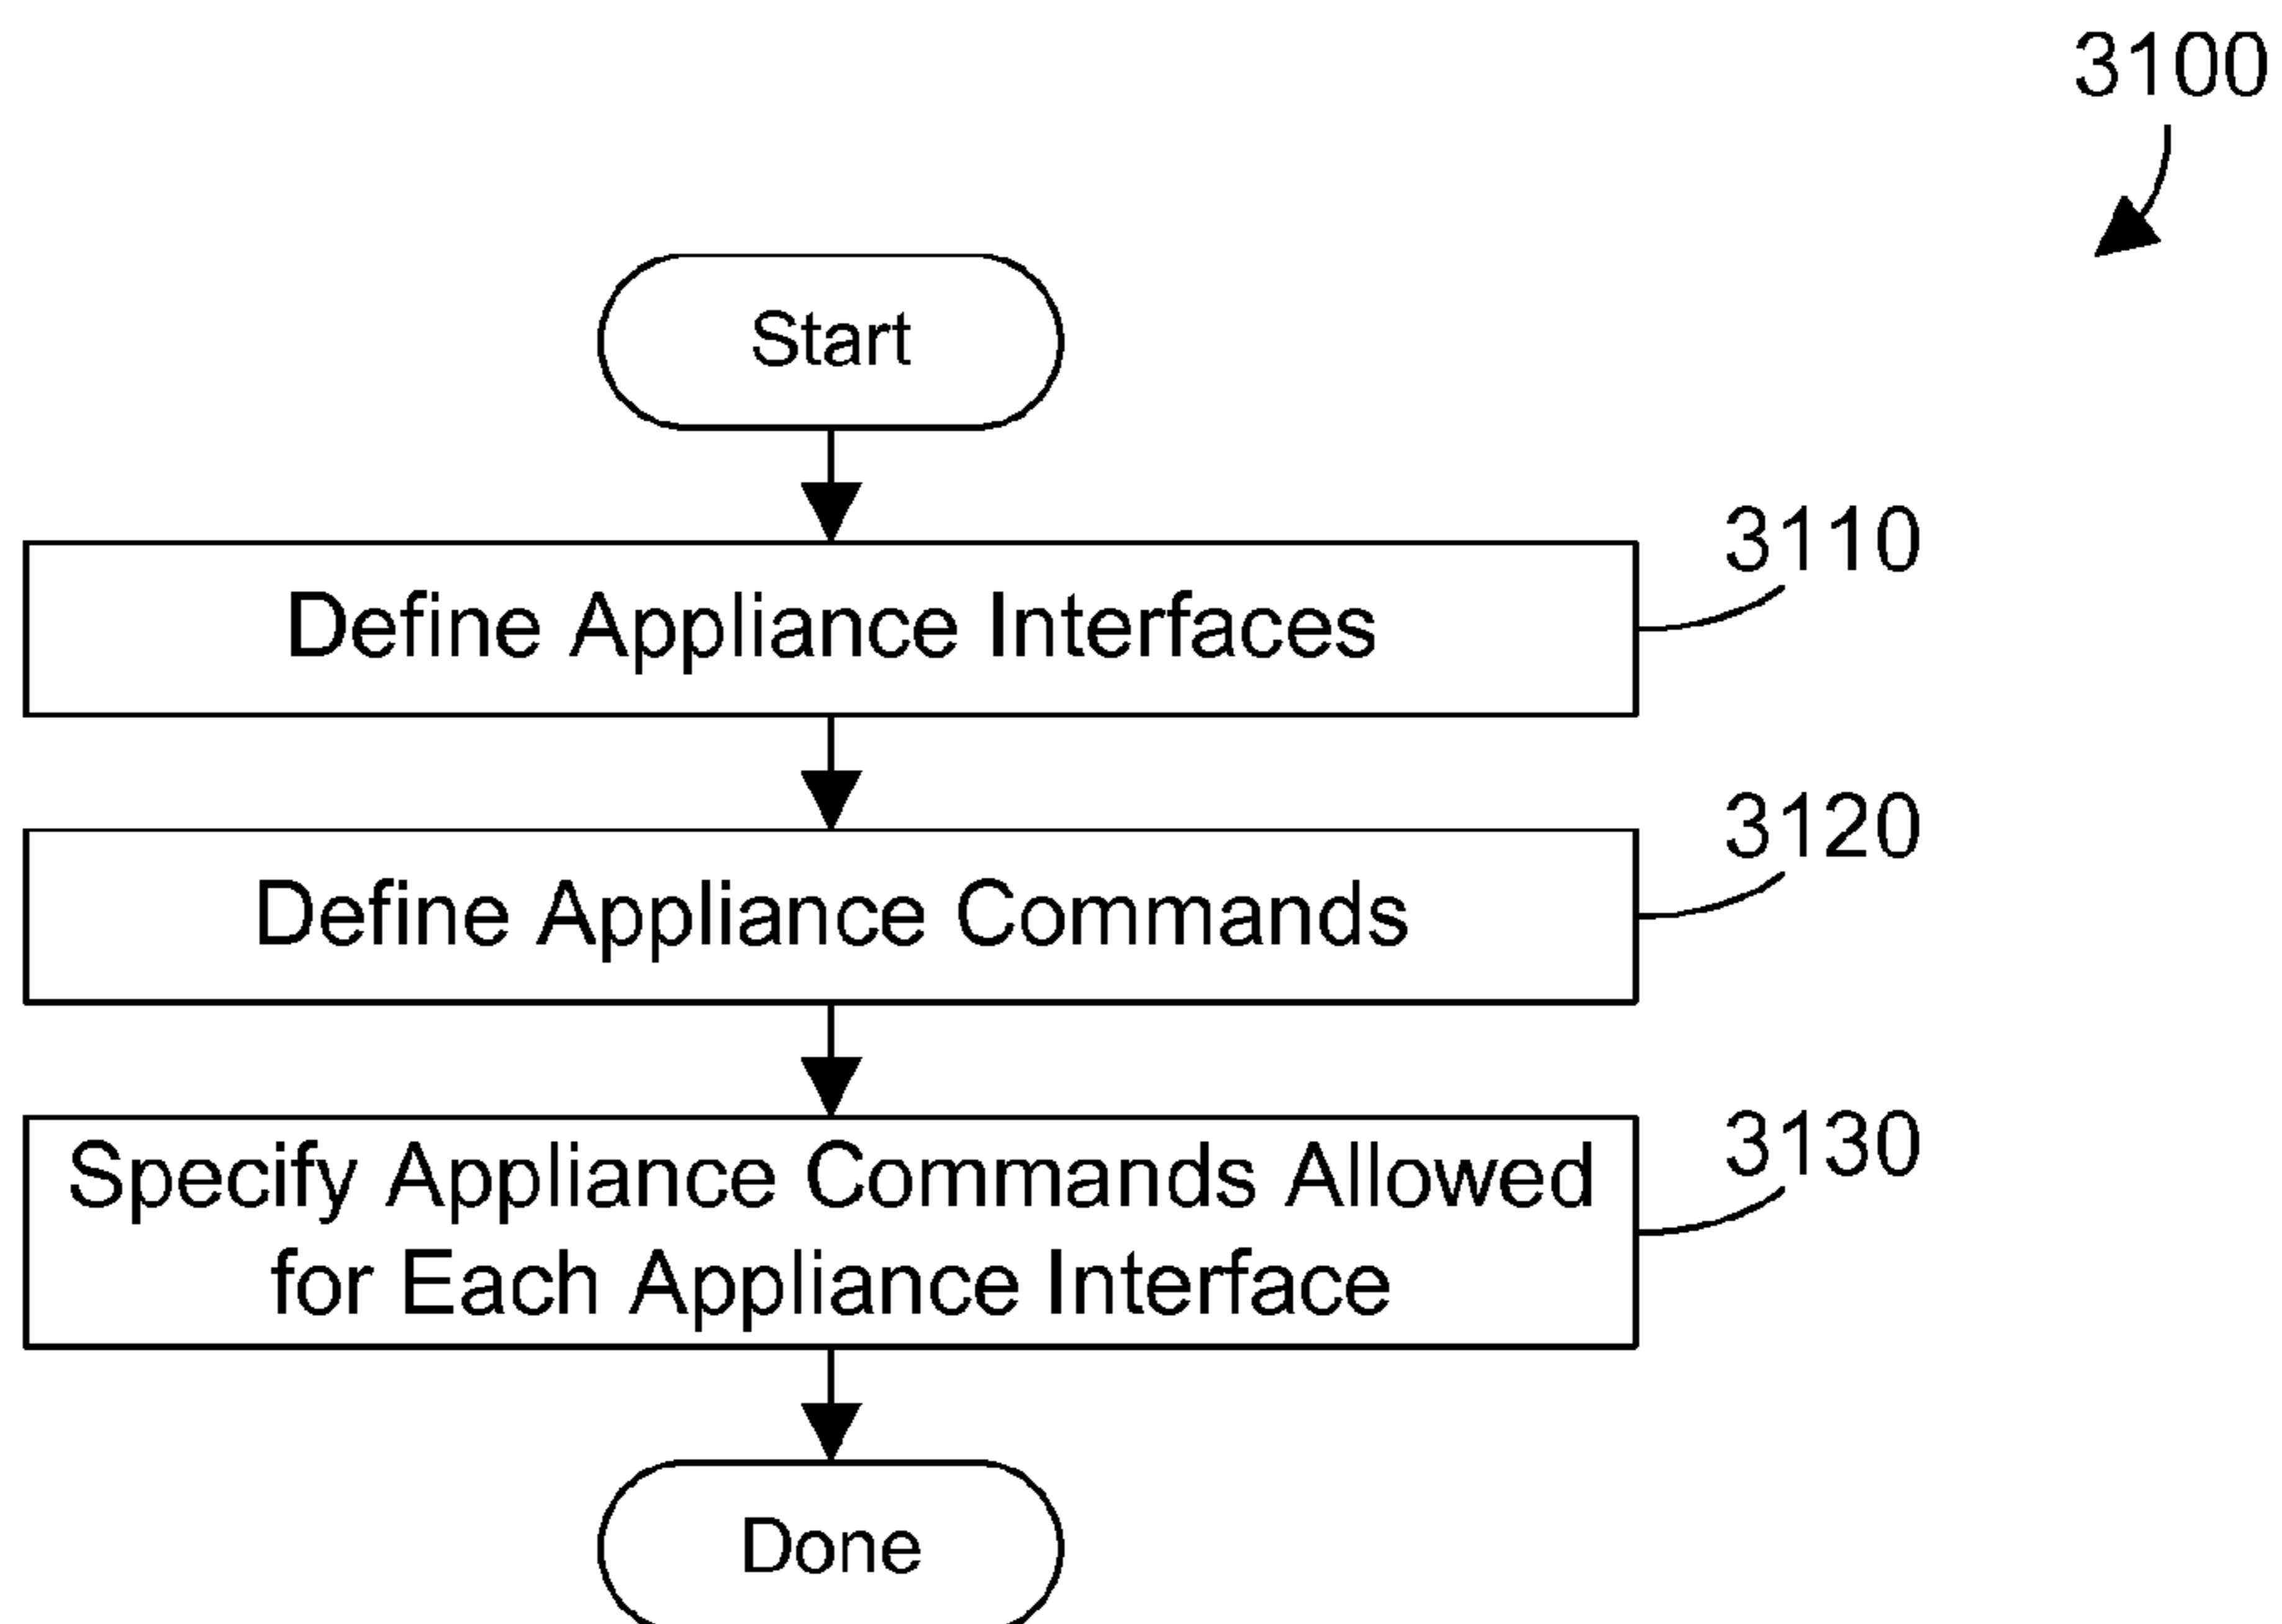 3100
Start
3110
Define Appliance Interfaces
3120
Define Appliance Commands
3130
Specify Appliance Commands Allowed
for Each Appliance Interface
Done